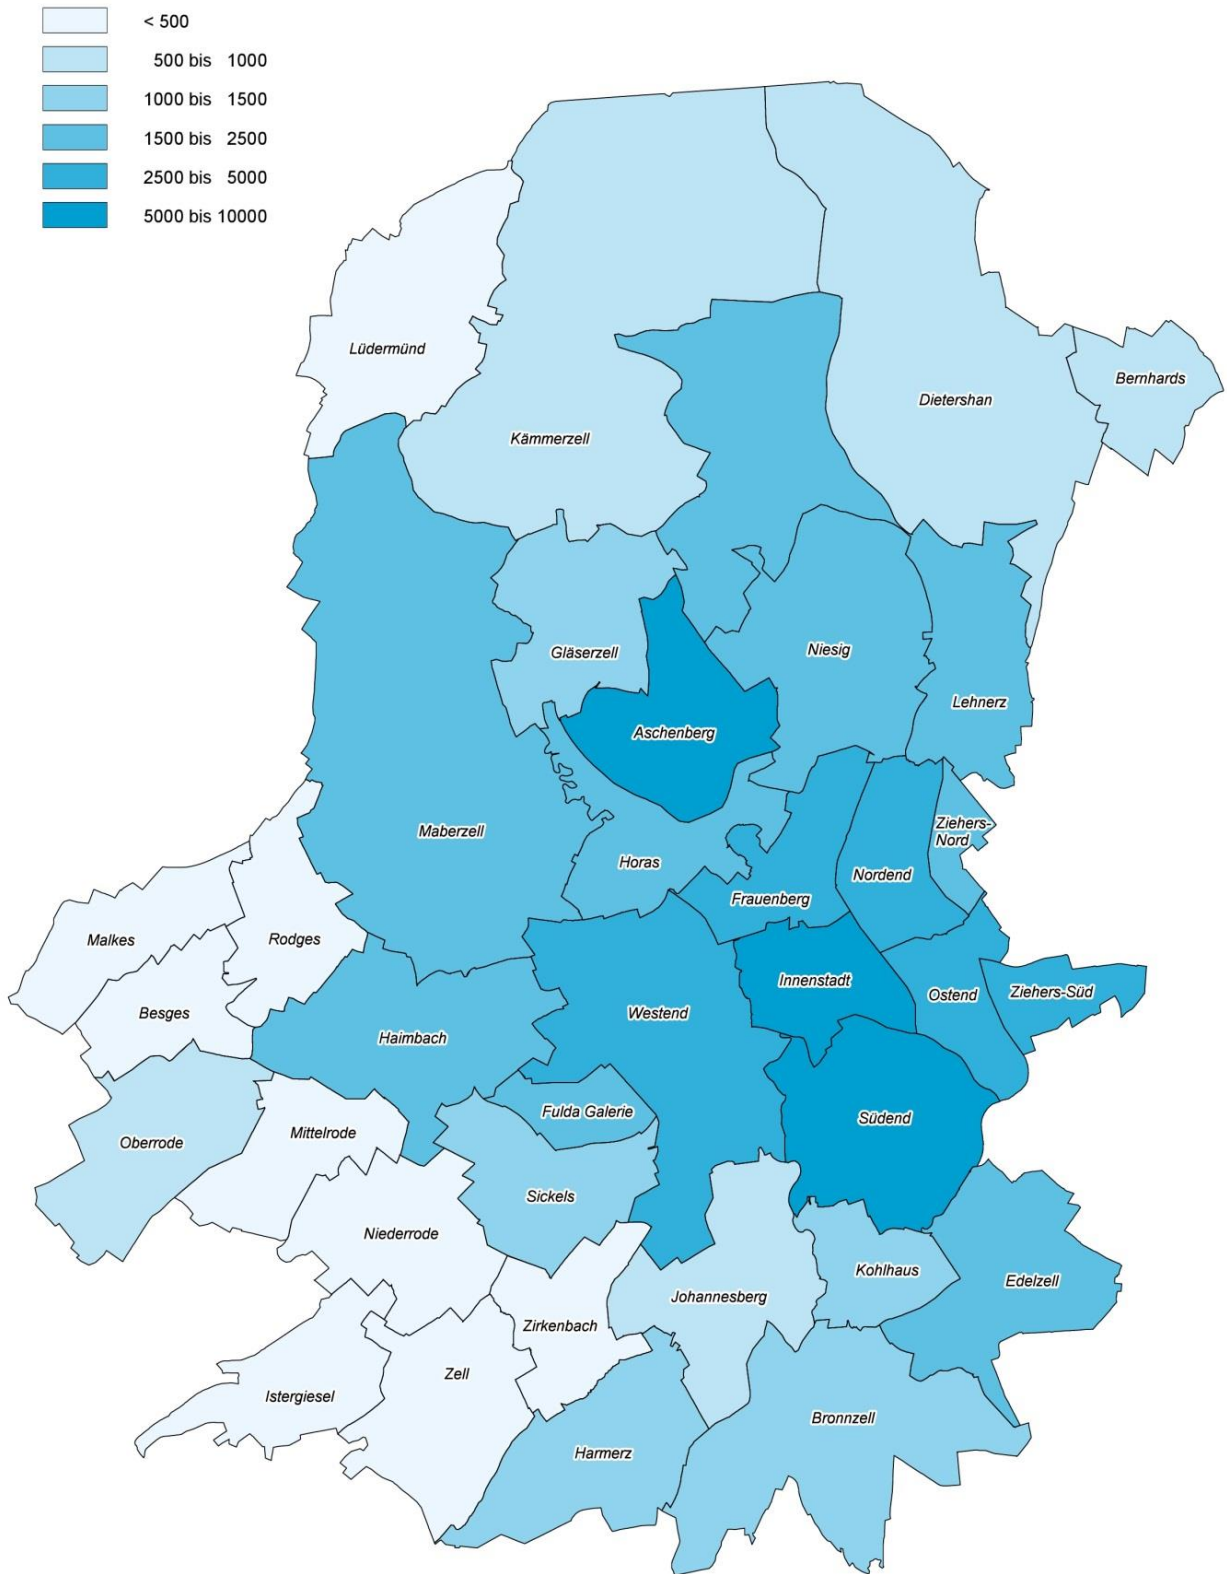 < 500
500 bis 1000
1000 bis 1500
1500 bis 2500
2500 bis 5000
5000 bis 10000
Lüdermünd
Bernhards
Dietershan
Kämmerzell
Niesig
Gläserzell
Lehnerz
Aschenberg
Ziehers-
Nord
Maberzell
Horas
Nordend
Frauenberg
Malkes
Rodges
Innenstadt
Ziehers-Süd
Ostend
Besges
Westend
Haimbach
Fulda Galerie
Südend
Mittelrode
Oberrode
Sickels
Niederrode
Kohlhaus
Edelzell
Johannesberg
Zirkenbach
Zell
Istergiesel
Bronnzell
Harmerz